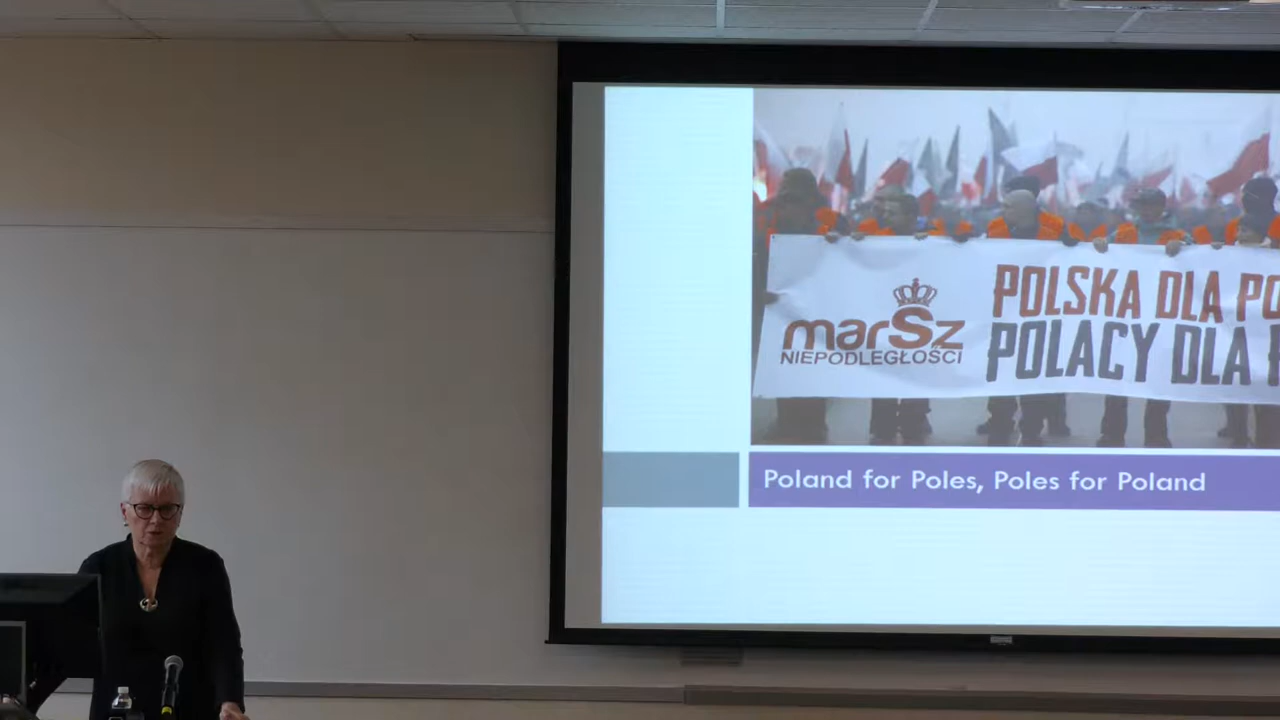 marsz
NIEPODLEGŁOŚCI
POLSKA DLA PO
POLACY DLA
Poland for Poles, Poles for Poland